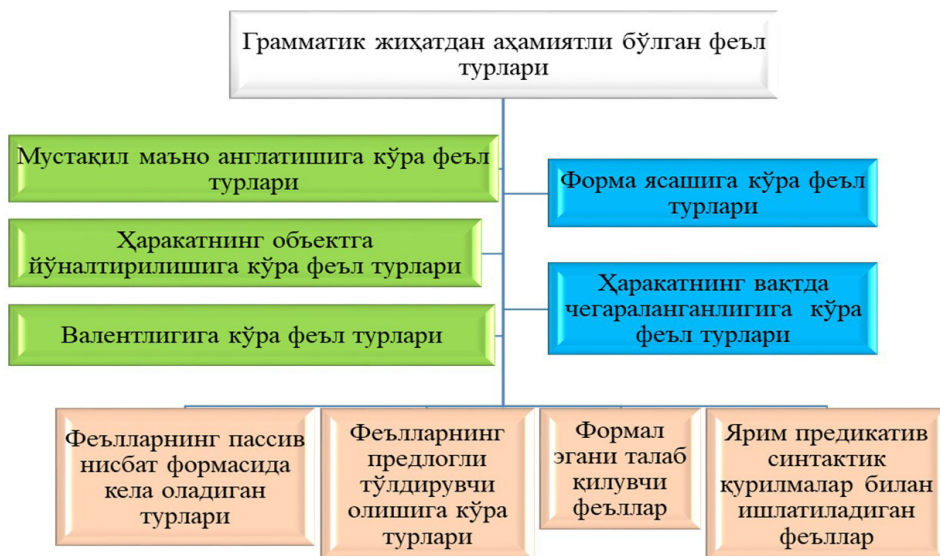 Грамматик жиҳатдан аҳамиятли бўлган феъл
турлари
Мустақил маъно англатишига кўра феъл
турлари
Форма ясашига кўра феъл
турлари
Ҳаракатнинг объектга
йўналтирилишига кўра феъл турлари
Ҳаракатнинг вақтда
чегараланганлигига кўра
феъл турлари
Валентлигига кўра феъл турлари
Феълларнинг пассив
нисбат формасида
кела оладиган
турлари
Феълларнинг
предлогли
тўлдирувчи
олишига кўра
турлари
Формал
эгани талаб
қилувчи
феъллар
Ярим предикатив
синтактик
қурилмалар билан
ишлатиладиган
феъллар